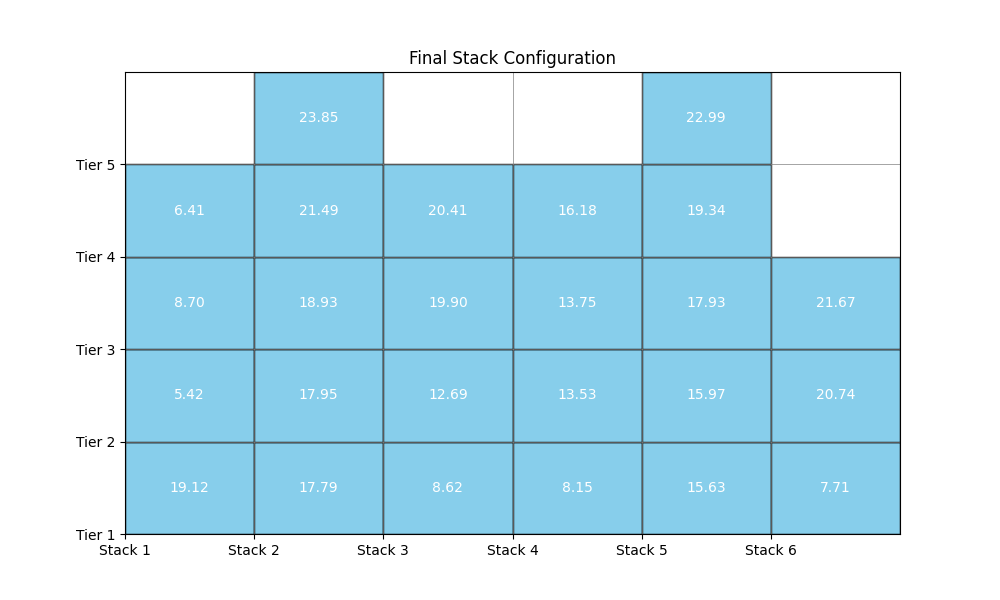 Final Stack Configuration
23.85 22.99
Tier 5
6.41 21.49 20.41 16.18 19.34
Tier 4
8.70 18.93 19.90 13.75 17.93 21.67
Tier 3
5.42 17.95 12.69 13.53 15.97 20.74
Tier 2
19.12 17.79 8.62 8.15 15.63 7.71
Tier 1
Stack 1 Stack 2 Stack 3 Stack 4 Stack 5 Stack 6